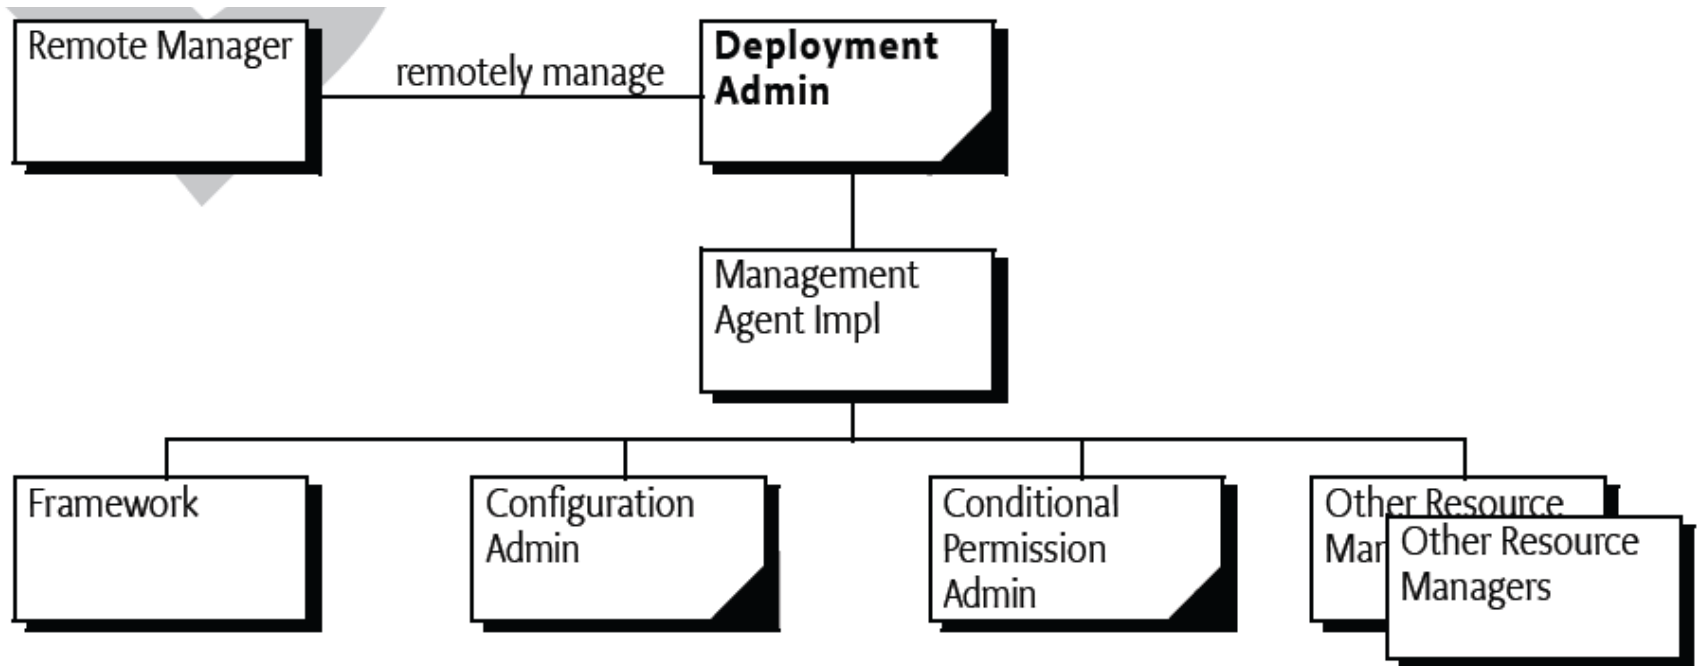 Remote Manager
remotely manage
Deployment
Admin
Management
Agent Impl
Framework
Configuration
Admin
Conditional
Permission
Admin
Other Resource
Man
Other Resource
Managers